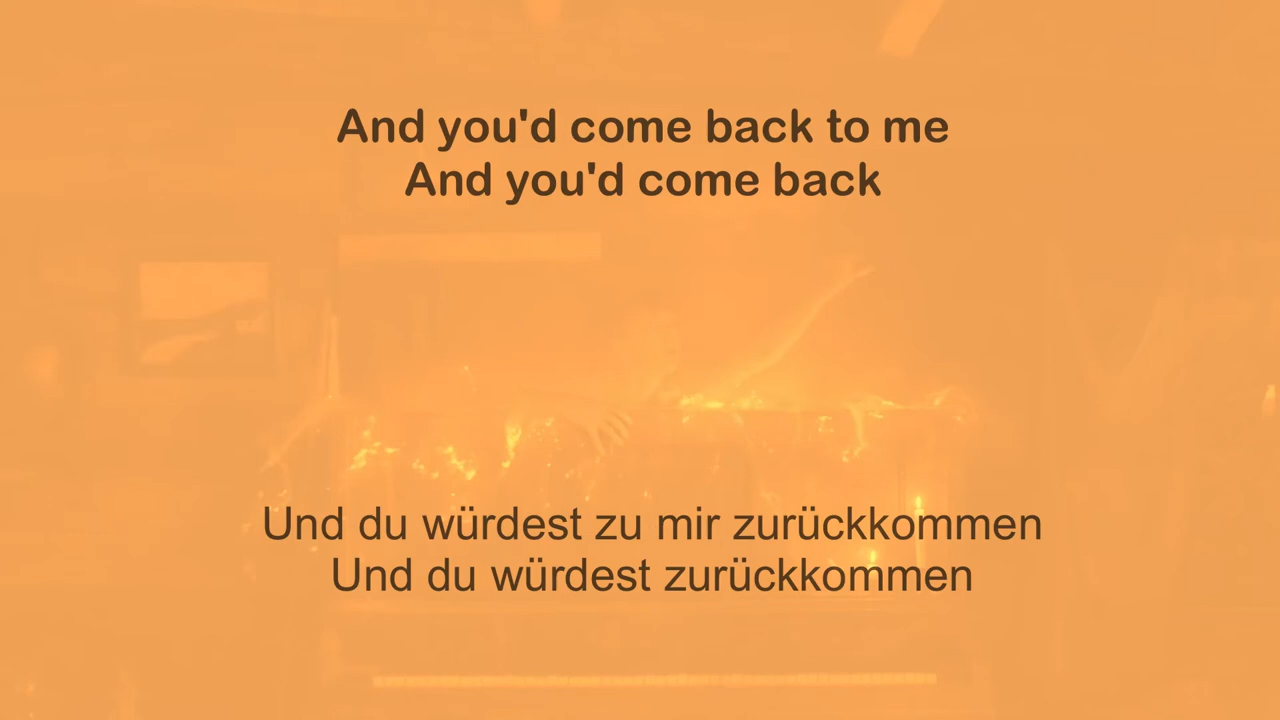 And you'd come back to me
And you'd come back
Und du würdest zu mir zurückkommen
Und du würdest zurückkommen